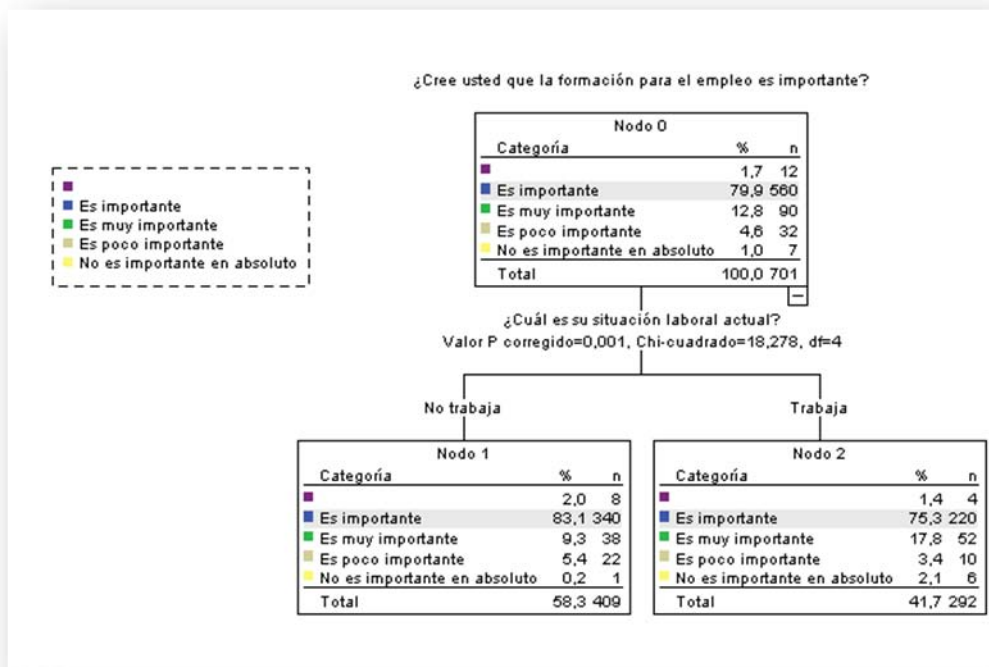 ¿Cree usted que la formación para el empleo es importante?
Nodo 0
Categoría % n
1,7 12
Es importante 79,9 560
Es muy importante 12,8 90
Es poco importante 4,6 32
No es importante en absoluto 1,0 7
Total 100,0 701
Es importante
Es muy importante
Es poco importante
No es importante en absoluto
¿Cuál es su situación laboral actual?
Valor P corregido=0,001, Chi-cuadrado=18,278, df=4
No trabaja
Trabaja
Nodo 1
Categoría % n
2,0 8
Es importante 83,1 340
Es muy importante 9,3 38
Es poco importante 5,4 22
No es importante en absoluto 0,2 1
Total 58,3 409
Nodo 2
Categoría % n
1,4 4
Es importante 75,3 220
Es muy importante 17,8 52
Es poco importante 3,4 10
No es importante en absoluto 2,1 6
Total 41,7 292